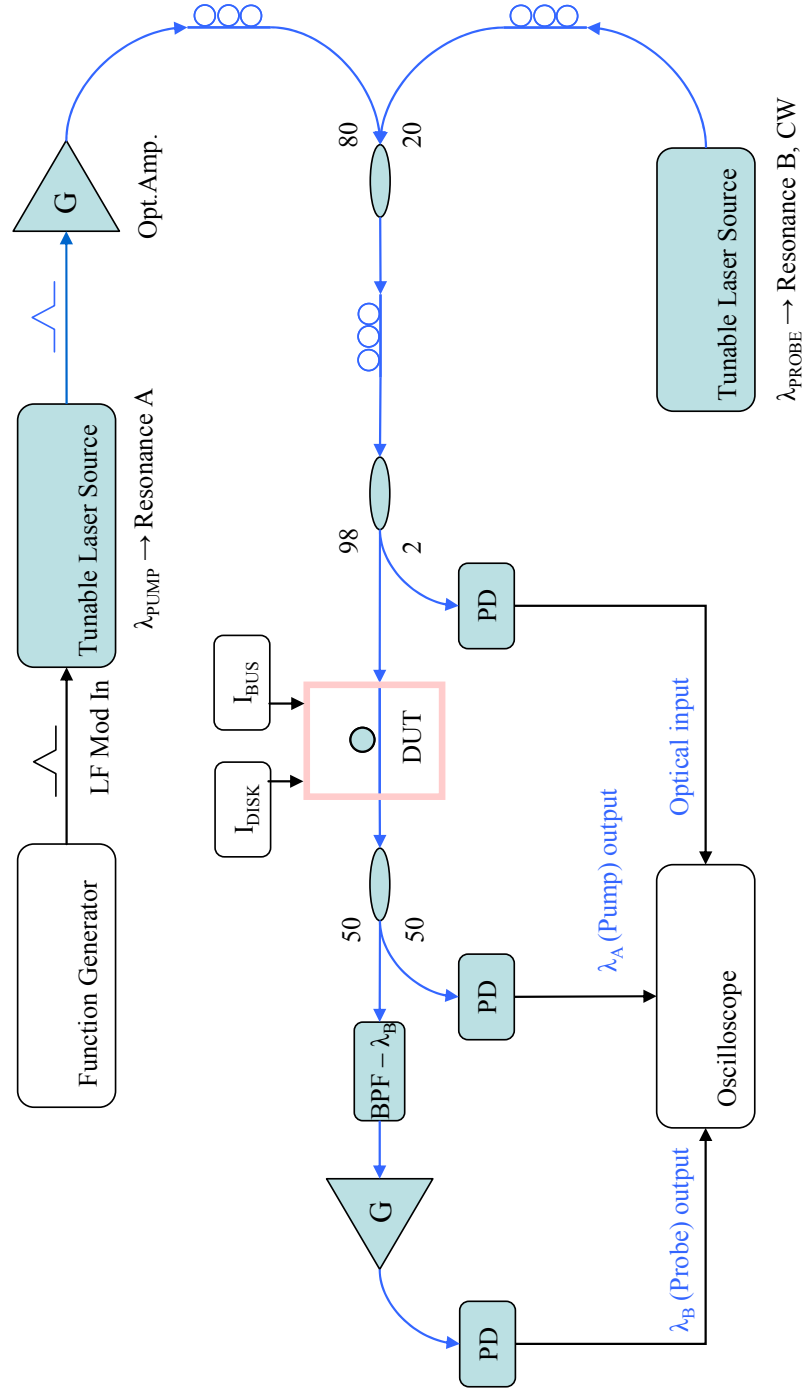 Function Generator
LF Mod In
Tunable Laser Source
λPUMP → Resonance A
G
Opt.Amp.
G
BPF – λB
50
50
IDISK
IBUS
DUT
98
2
80
20
PD
PD
PD
λB (Probe) output
λA (Pump) output
Optical input
Oscilloscope
Tunable Laser Source
λPROBE → Resonance B, CW